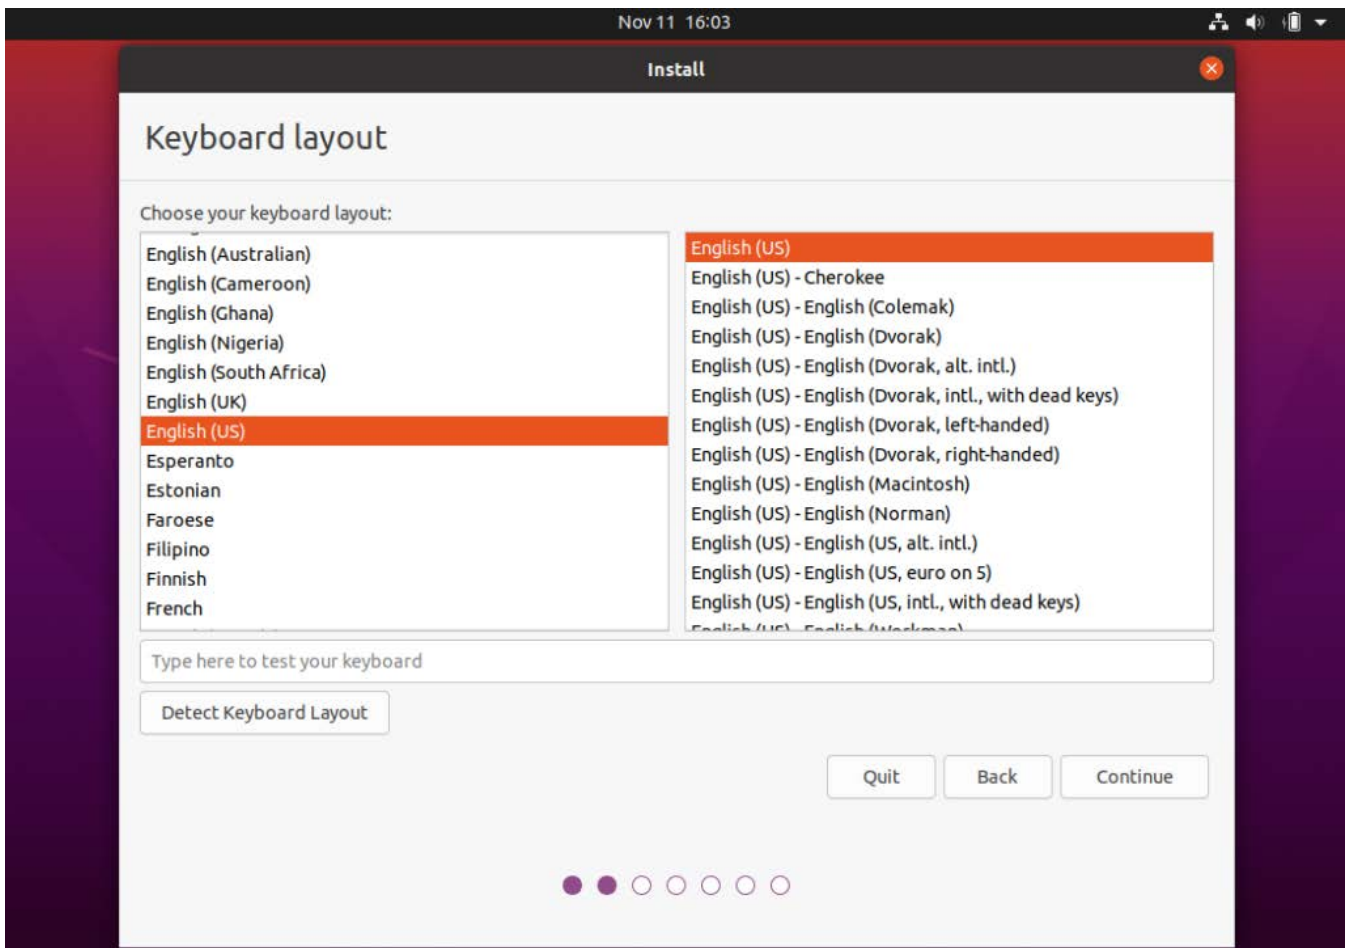 Nov 11 16:03
Install
Keyboard layout
Choose your keyboard layout:
English (Australian)
English (Cameroon)
English (Ghana)
English (Nigeria)
English (South Africa)
English (UK)
English (US)
Esperanto
Estonian
Faroese
Filipino
Finnish
French
English (US)
English (US) - Cherokee
English (US) - English (Colemak)
English (US) - English (Dvorak)
English (US) - English (Dvorak, alt. intl.)
English (US) - English (Dvorak, intl., with dead keys)
English (US) - English (Dvorak, left-handed)
English (US) - English (Dvorak, right-handed)
English (US) - English (Macintosh)
English (US) - English (Norman)
English (US) - English (US, alt. intl.)
English (US) - English (US, euro on 5)
English (US) - English (US, intl., with dead keys)
English (US) - English (Workman)
Type here to test your keyboard
Detect Keyboard Layout
Quit
Back
Continue